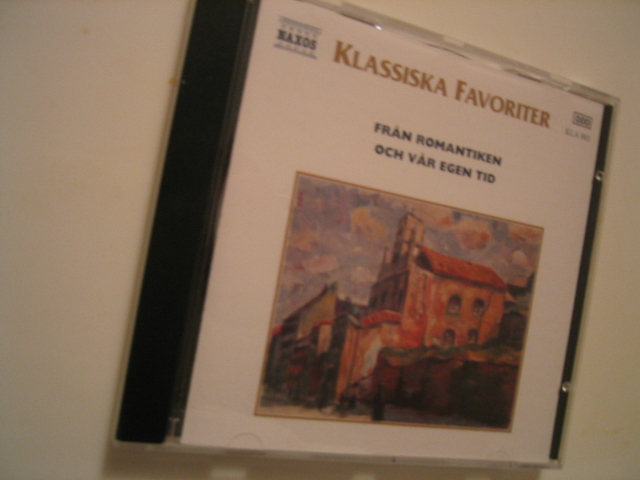 NAXOS
KLASSISKA FAVORITER
FRÅN ROMANTIKEN
OCH VÅR EGEN TID